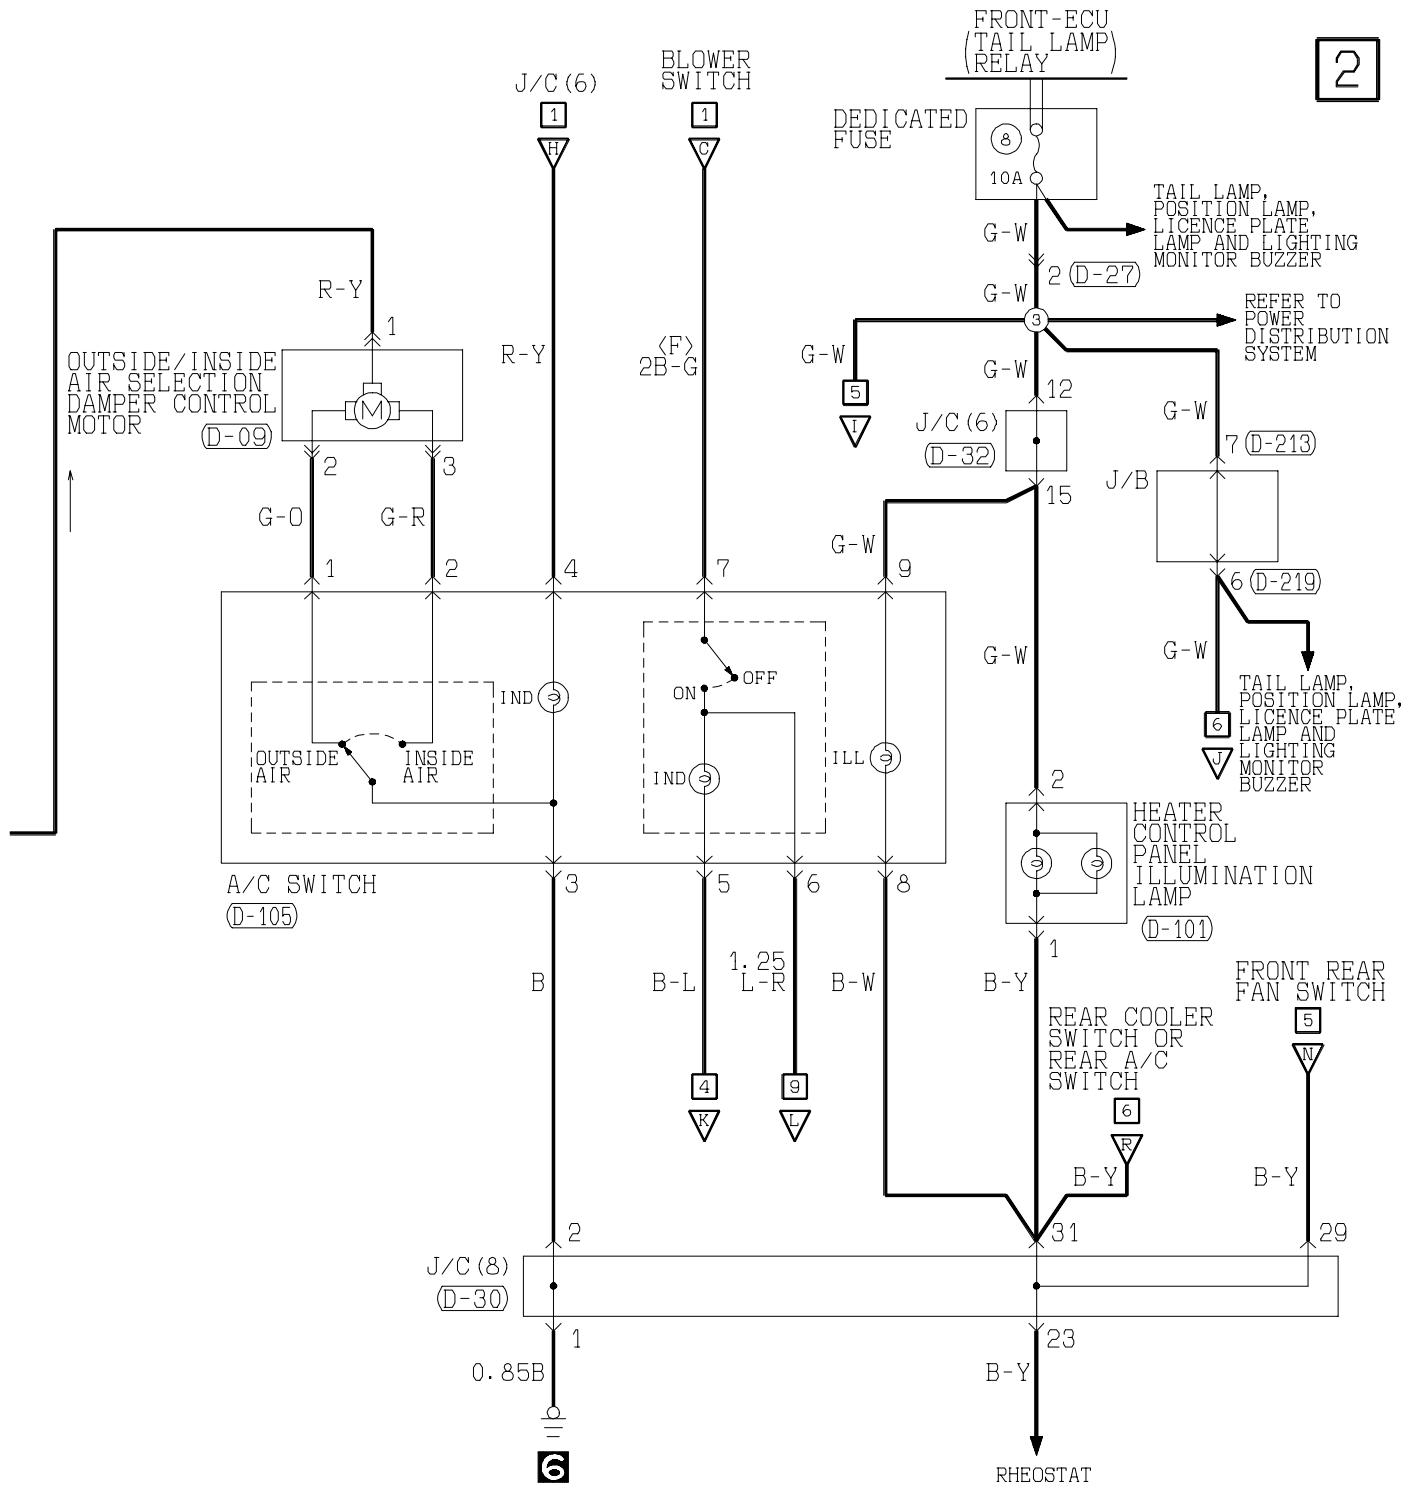 FRONT-ECU
(TAIL LAMP)
RELAY
2
BLOWER
SWITCH
J/C(6)
1
1
H
C
DEDICATED
FUSE
8
10A
TAIL LAMP,
POSITION LAMP,
LICENCE PLATE
LAMP AND LIGHTING
MONITOR BUZZER
G-W
2 (D-27)
R-Y
G-W
REFER TO
POWER
DISTRIBUTION
SYSTEM
3
1
R-Y
<F>
2B-G
G-W
G-W
OUTSIDE/INSIDE
AIR SELECTION
DAMPER CONTROL
MOTOR
(D-09)
M
5
I
12
J/C(6)
(D-32)
G-W
7 (D-213)
2
3
15
J/B
G-O
G-R
G-W
1
2
4
7
9
6 (D-219)
G-W
G-W
ON
OFF
IND
OUTSIDE
AIR
INSIDE
AIR
IND
ILL
6
J
TAIL LAMP,
POSITION LAMP,
LICENCE PLATE
LAMP AND
LIGHTING
MONITOR
BUZZER
2
HEATER
CONTROL
PANEL
ILLUMINATION
LAMP
(D-101)
A/C SWITCH
(D-105)
3
5
6
8
1
B
B-L
1.25
L-R
B-W
B-Y
FRONT REAR
FAN SWITCH
5
N
REAR COOLER
SWITCH OR
REAR A/C
SWITCH
4
K
9
L
6
R
B-Y
B-Y
2
31
29
J/C(8)
(D-30)
1
23
0.85B
B-Y
6
RHEOSTAT